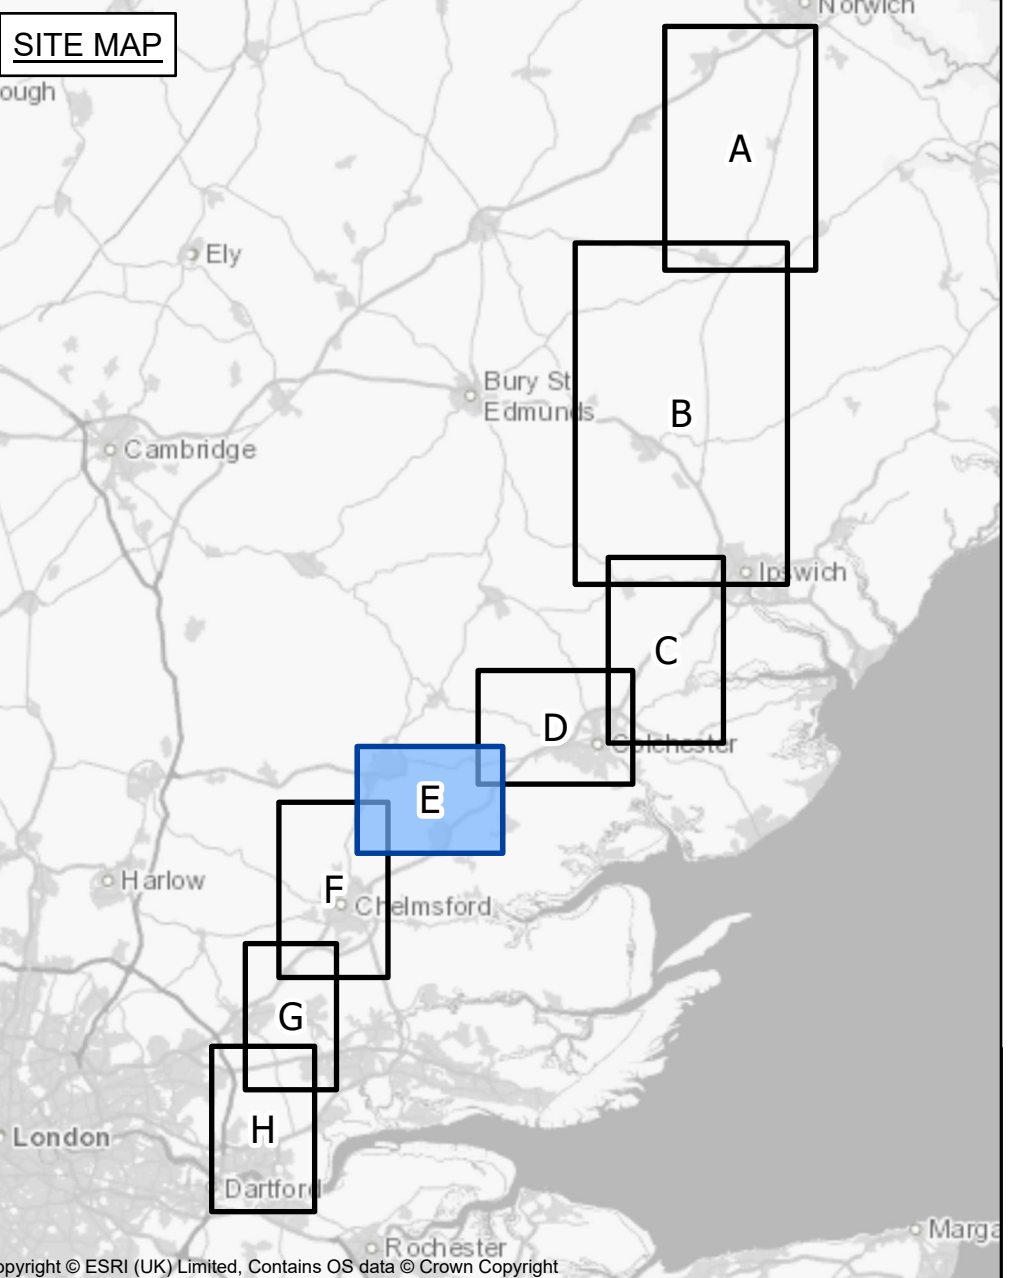 Norwich
SITE MAP
ough
A
Ely
Bury St
Edmunds
B
Cambridge
Ipswich
C
D
Colchester
E
Harlow
F
Chelmsford
G
H
London
Dartford
Marga
Rochester
opyright © ESRI (UK) Limited, Contains OS data © Crown Copyright